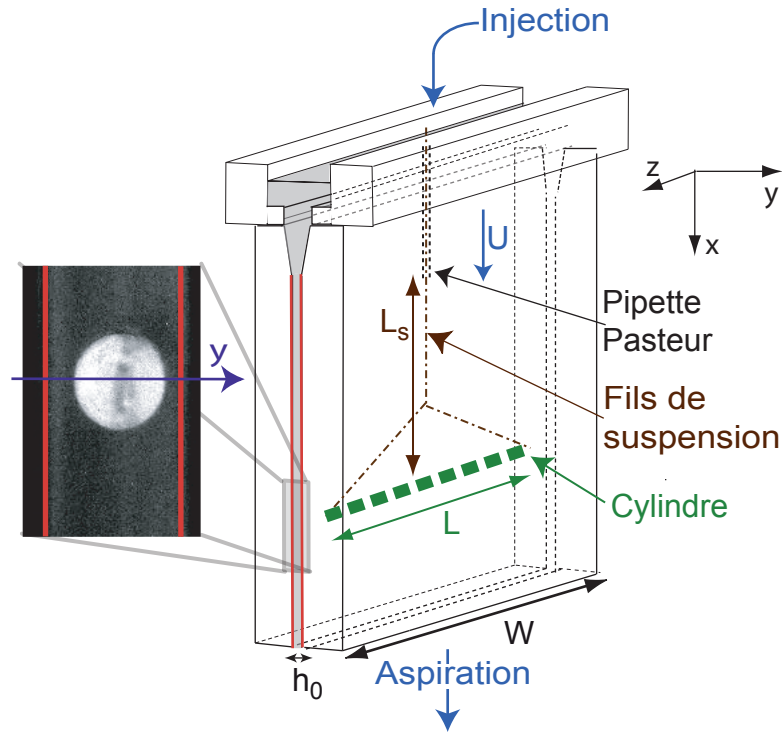 Injection
z
y
x
U
Pipette
Pasteur
Lₛ
y
Fils de
suspension
Cylindre
L
W
h₀
Aspiration